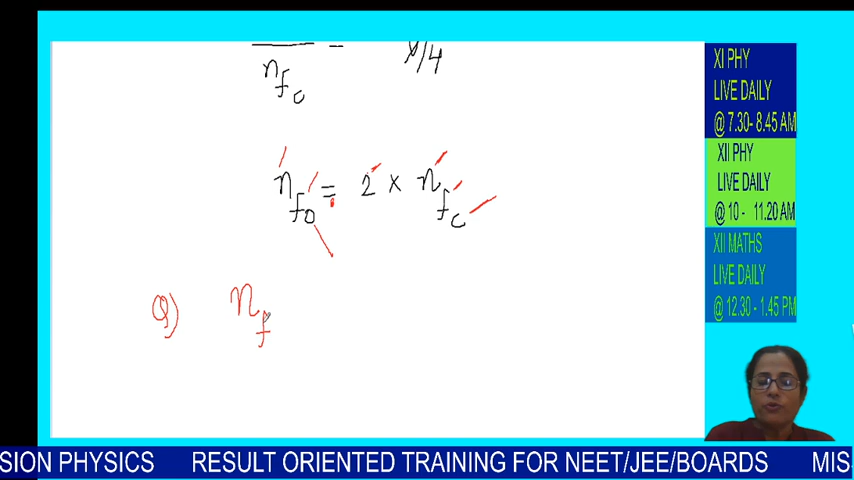 n_fc = λ/4
n_fo = 2 × n_fc
Q) n_f
XI PHY
LIVE DAILY
@ 7.30- 8.45 AM
XII PHY
LIVE DAILY
@ 10 - 11.20 AM
XII MATHS
LIVE DAILY
@ 12.30 - 1.45 PM
SION PHYSICS RESULT ORIENTED TRAINING FOR NEET/JEE/BOARDS MIS